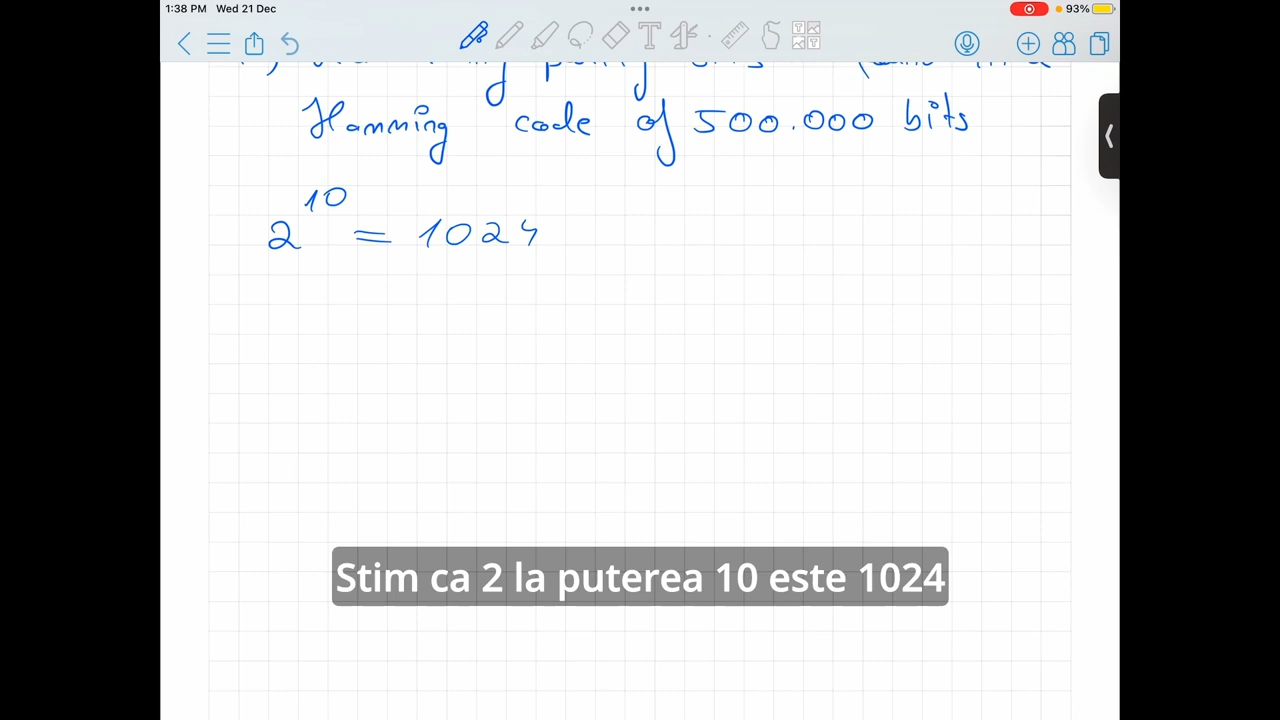 1:38 PM Wed 21 Dec
93%
Hamming code of 500.000 bits
2^10 = 1024
Stim ca 2 la puterea 10 este 1024